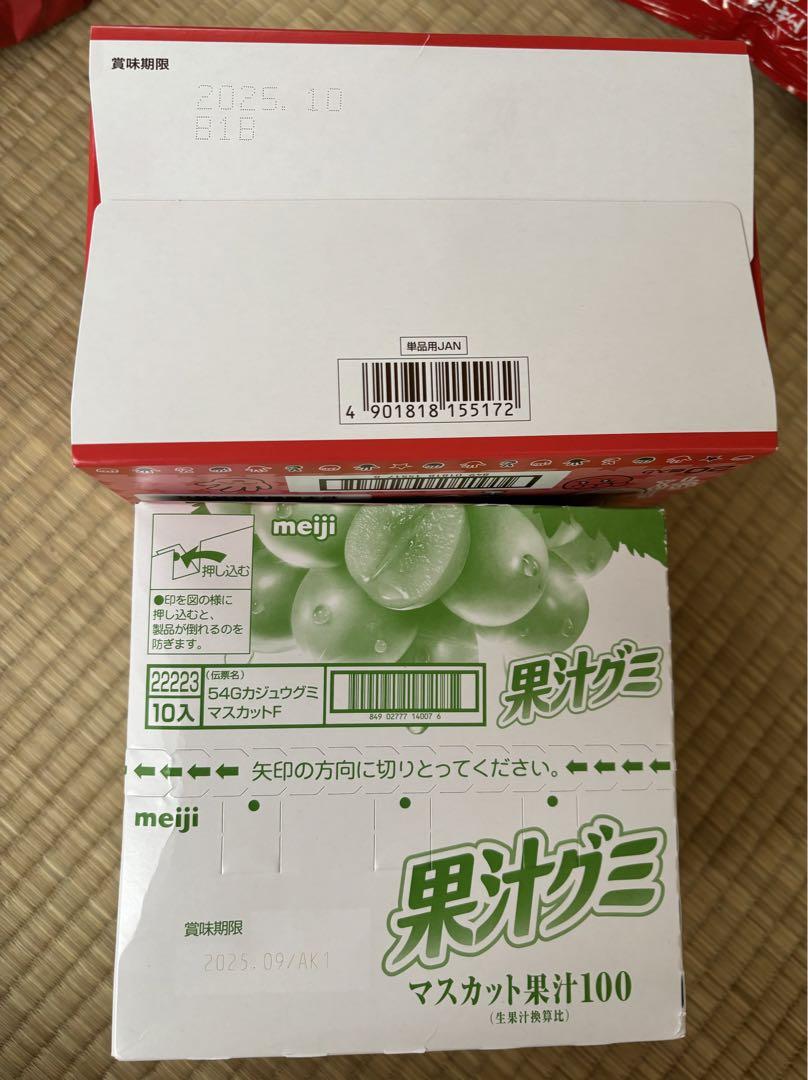 賞味期限
2025.10
B1B
単品用JAN
4 901818 155172
meiji
押し込む
●印を図の様に
押し込むと、
製品が倒れるのを
防ぎます。
22223
10入
(伝票名)
54Gカジュウグミ
マスカットF
849 02777 14007 6
果汁グミ
矢印の方向に切りとってください。
meiji
果汁グミ
賞味期限
2025.09/AK1
マスカット果汁100
(生果汁換算比)